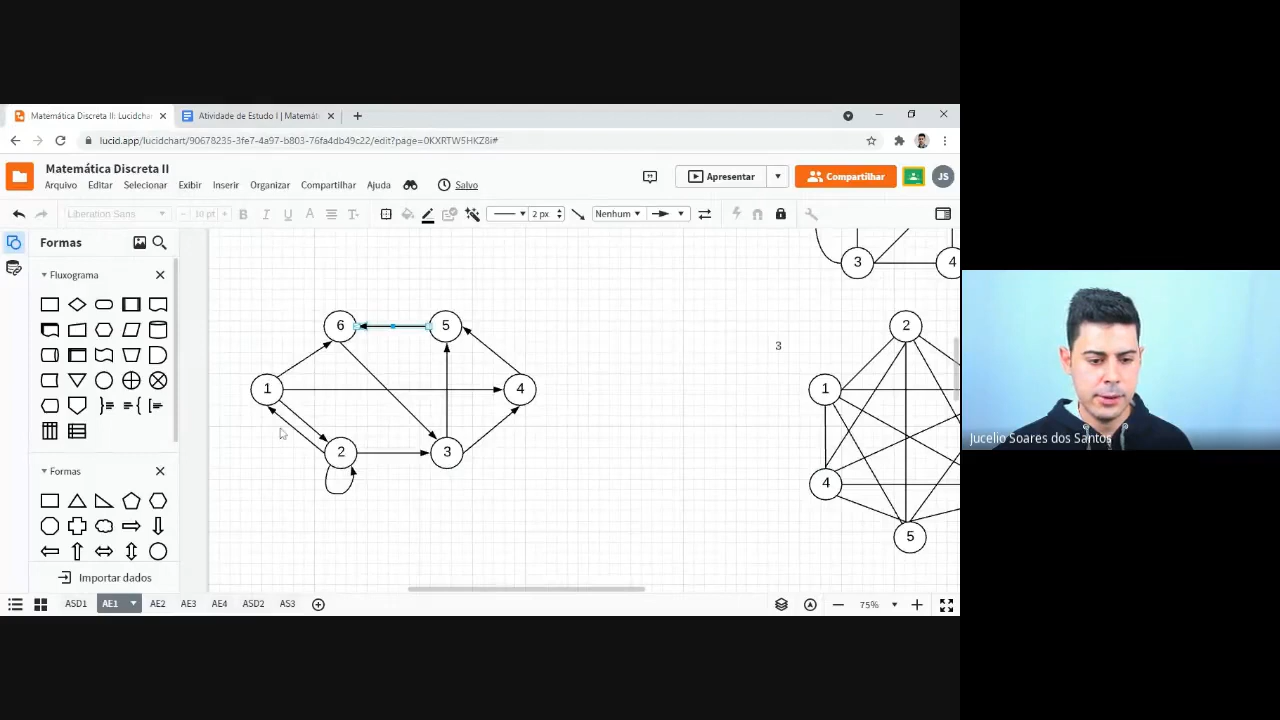 Matemática Discreta II: Lucidchar
Atividade de Estudo I | Matemáti
lucid.app/lucidchart/90678235-3fe7-4a97-b803-76fa4db49c22/edit?page=0KXRTW5HKZ8i#
Matemática Discreta II
Arquivo Editar Selecionar Exibir Inserir Organizar Compartilhar Ajuda Salvo
Apresentar
Compartilhar
JS
Liberation Sans
10 pt
B I U A T
2 px
Nenhum
Formas
Fluxograma
Formas
Importar dados
6 5
1 4
2 3
3 4
3
2
1
4
5
Jucelio Soares dos Santos
ASD1 AE1 AE2 AE3 AE4 ASD2 AS3
75%